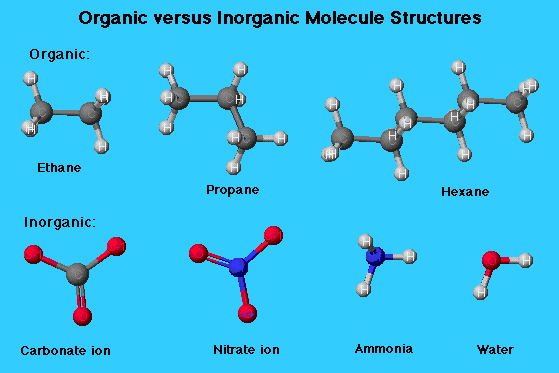 Organic versus Inorganic Molecule Structures
Organic:
H H H H H
Ethane
H H H H H H H H
Propane
H H H H H H H H H H H H H
Hexane
Inorganic:
Carbonate ion
Nitrate ion
H H H
Ammonia
H H
Water